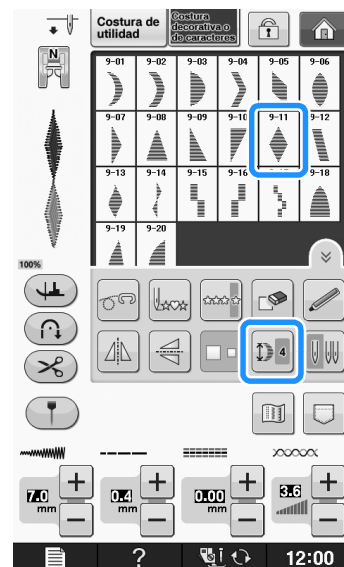 Costura de
utilidad
Costura
decorativa o
de caracteres
N
9-01 9-02 9-03 9-04 9-05 9-06
9-07 9-08 9-09 9-10 9-11 9-12
9-13 9-14 9-15 9-16 9-18
9-19 9-20
100%
4
7.0 mm
0.4 mm
0.00 mm
3.6
?
12:00